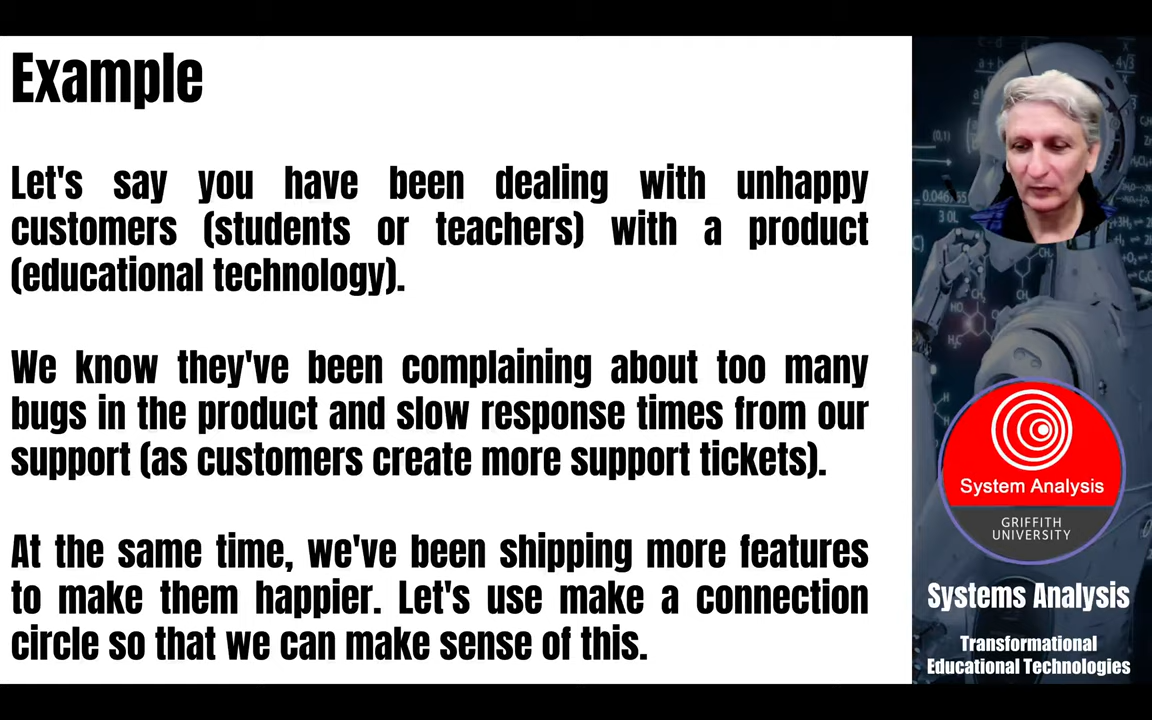 Example
Let's say you have been dealing with unhappy
customers (students or teachers) with a product
(educational technology).
We know they've been complaining about too many
bugs in the product and slow response times from our
support (as customers create more support tickets).
At the same time, we've been shipping more features
to make them happier. Let's use make a connection
circle so that we can make sense of this.
System Analysis
GRIFFITH
UNIVERSITY
Systems Analysis
Transformational
Educational Technologies